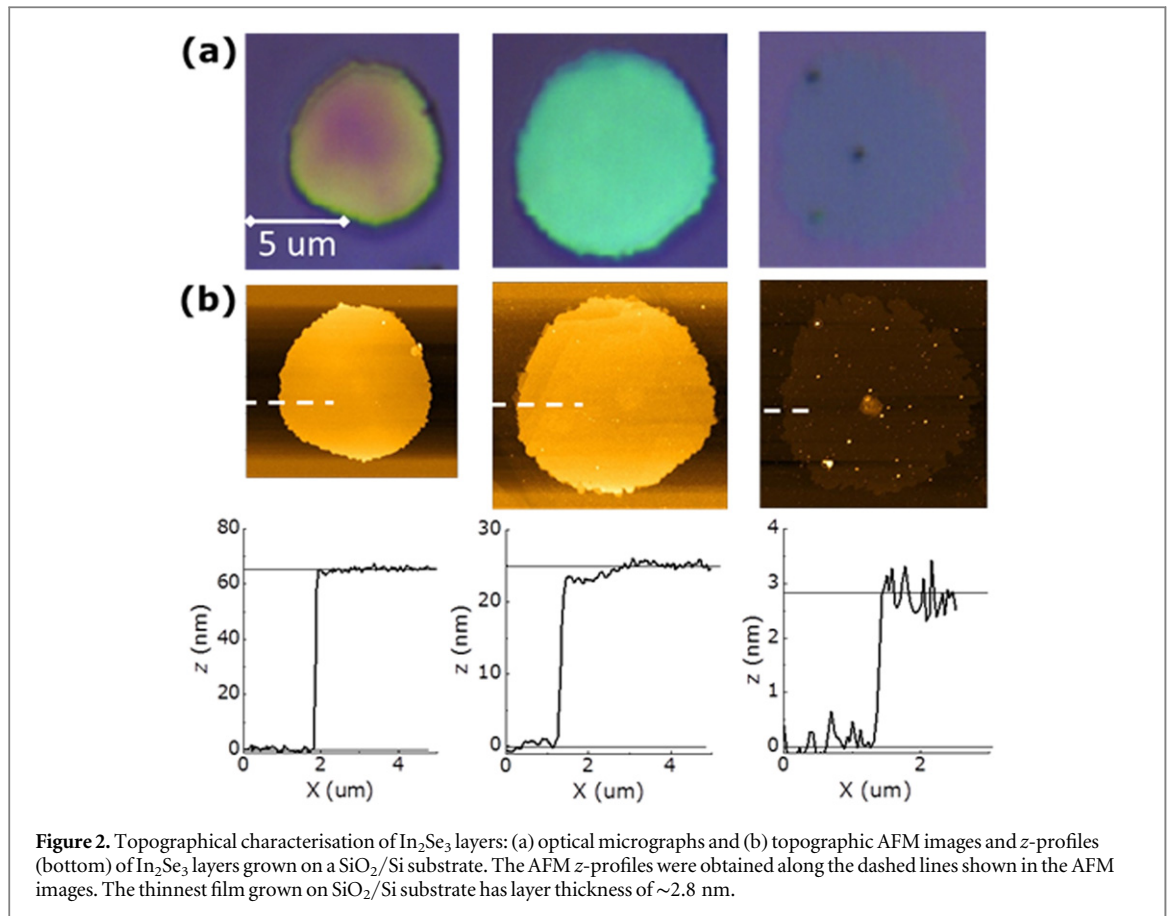 (a)
5 um
(b)
80
60
40
20
0
z (nm)
0 2 4
X (um)
30
20
10
0
z (nm)
0 2 4
X (um)
4
3
2
1
0
z (nm)
0 2
X (um)
Figure 2. Topographical characterisation of In₂Se₃ layers: (a) optical micrographs and (b) topographic AFM images and z-profiles
(bottom) of In₂Se₃ layers grown on a SiO₂/Si substrate. The AFM z-profiles were obtained along the dashed lines shown in the AFM
images. The thinnest film grown on SiO₂/Si substrate has layer thickness of ~2.8 nm.